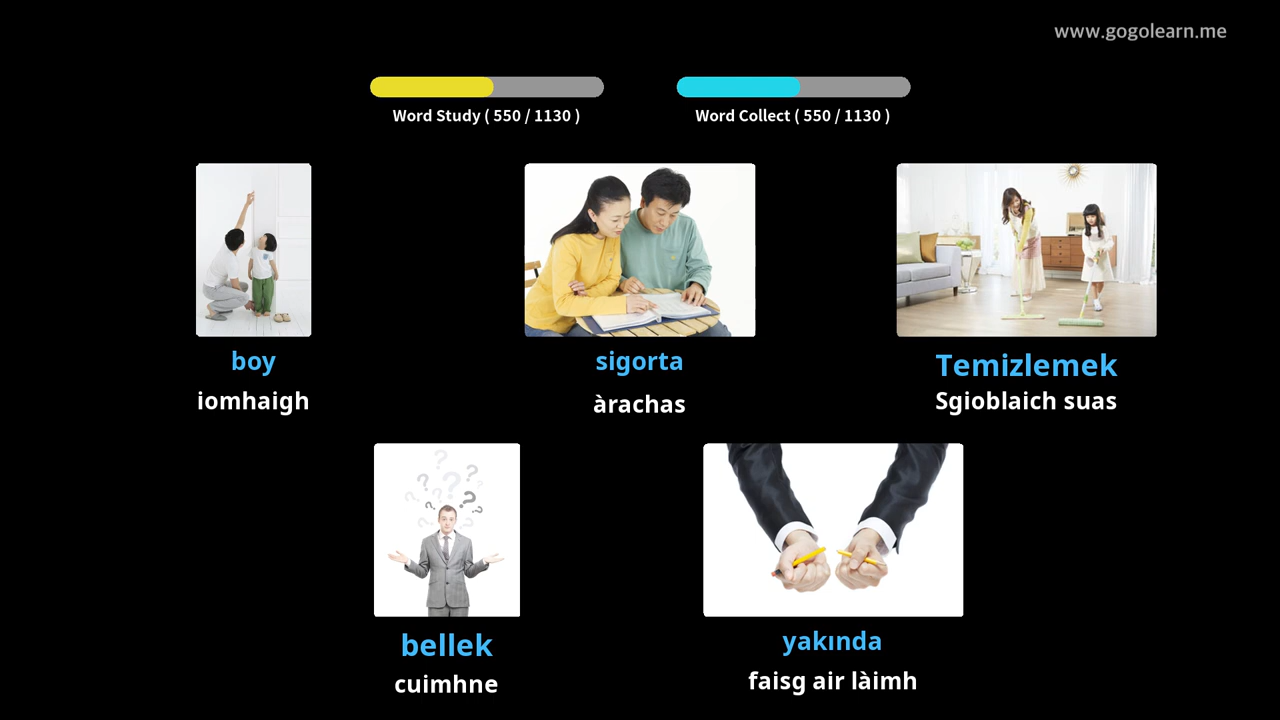 www.gogolearn.me
Word Study ( 550 / 1130 )
Word Collect ( 550 / 1130 )
boy
iomhaigh
sigorta
àrachas
Temizlemek
Sgioblaich suas
bellek
cuimhne
yakında
faisg air làimh